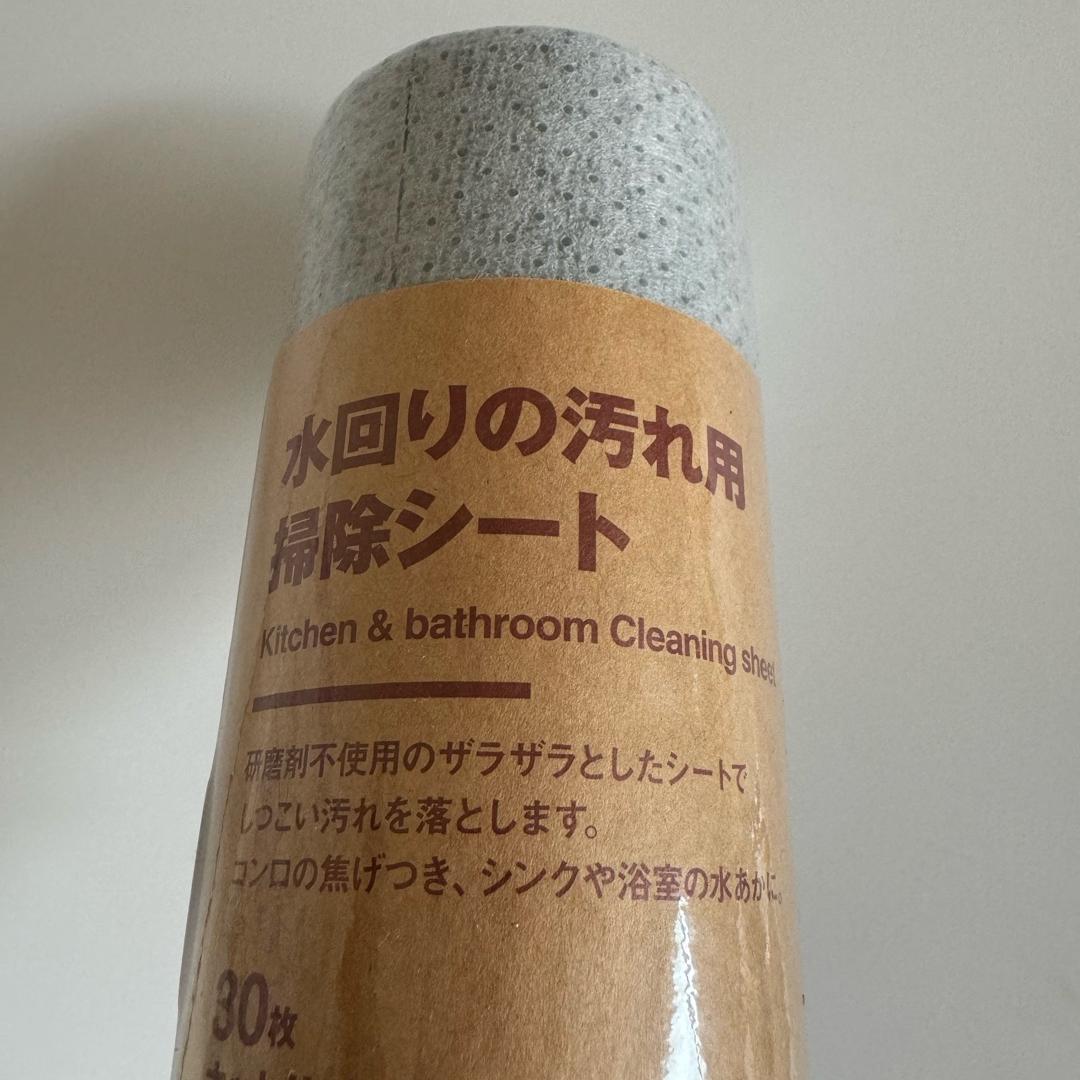 水回りの汚れ用
掃除シート
Kitchen & bathroom Cleaning sheet
研磨剤不使用のザラザラとしたシートで
しつこい汚れを落とします。
コンロの焦げつき、シンクや浴室の水あかに。
30枚